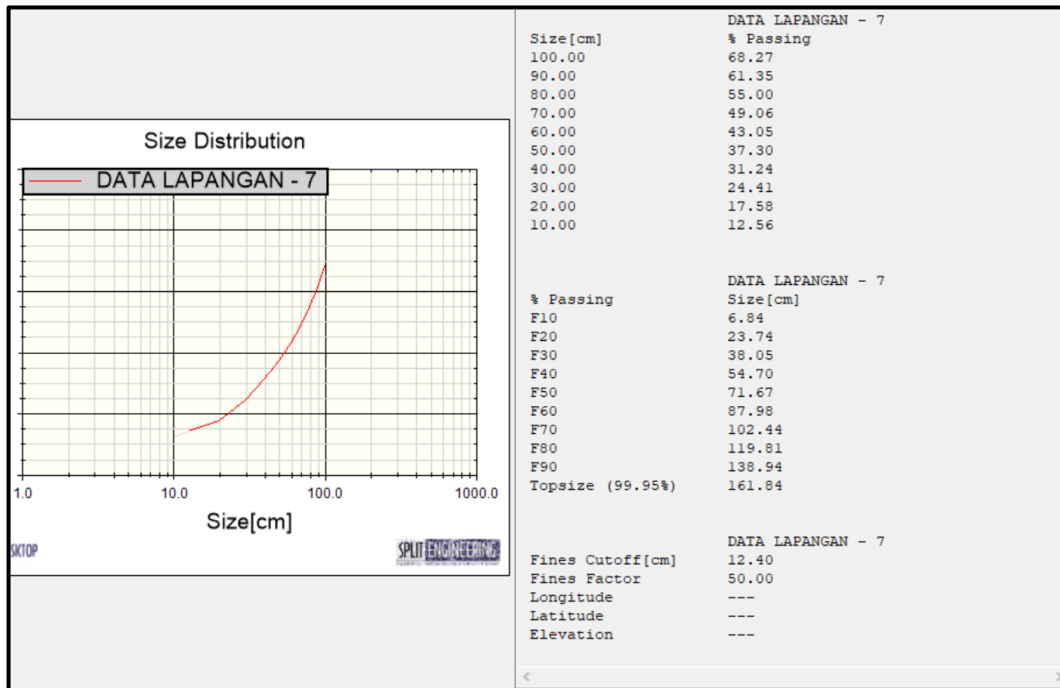 Size Distribution
DATA LAPANGAN - 7
1.0 10.0 100.0 1000.0
Size[cm]
SKTOP
SPLIT ENGINEERING
DATA LAPANGAN - 7
Size[cm] % Passing
100.00 68.27
90.00 61.35
80.00 55.00
70.00 49.06
60.00 43.05
50.00 37.30
40.00 31.24
30.00 24.41
20.00 17.58
10.00 12.56
DATA LAPANGAN - 7
% Passing Size[cm]
F10 6.84
F20 23.74
F30 38.05
F40 54.70
F50 71.67
F60 87.98
F70 102.44
F80 119.81
F90 138.94
Topsize (99.95%) 161.84
DATA LAPANGAN - 7
Fines Cutoff[cm] 12.40
Fines Factor 50.00
Longitude ---
Latitude ---
Elevation ---